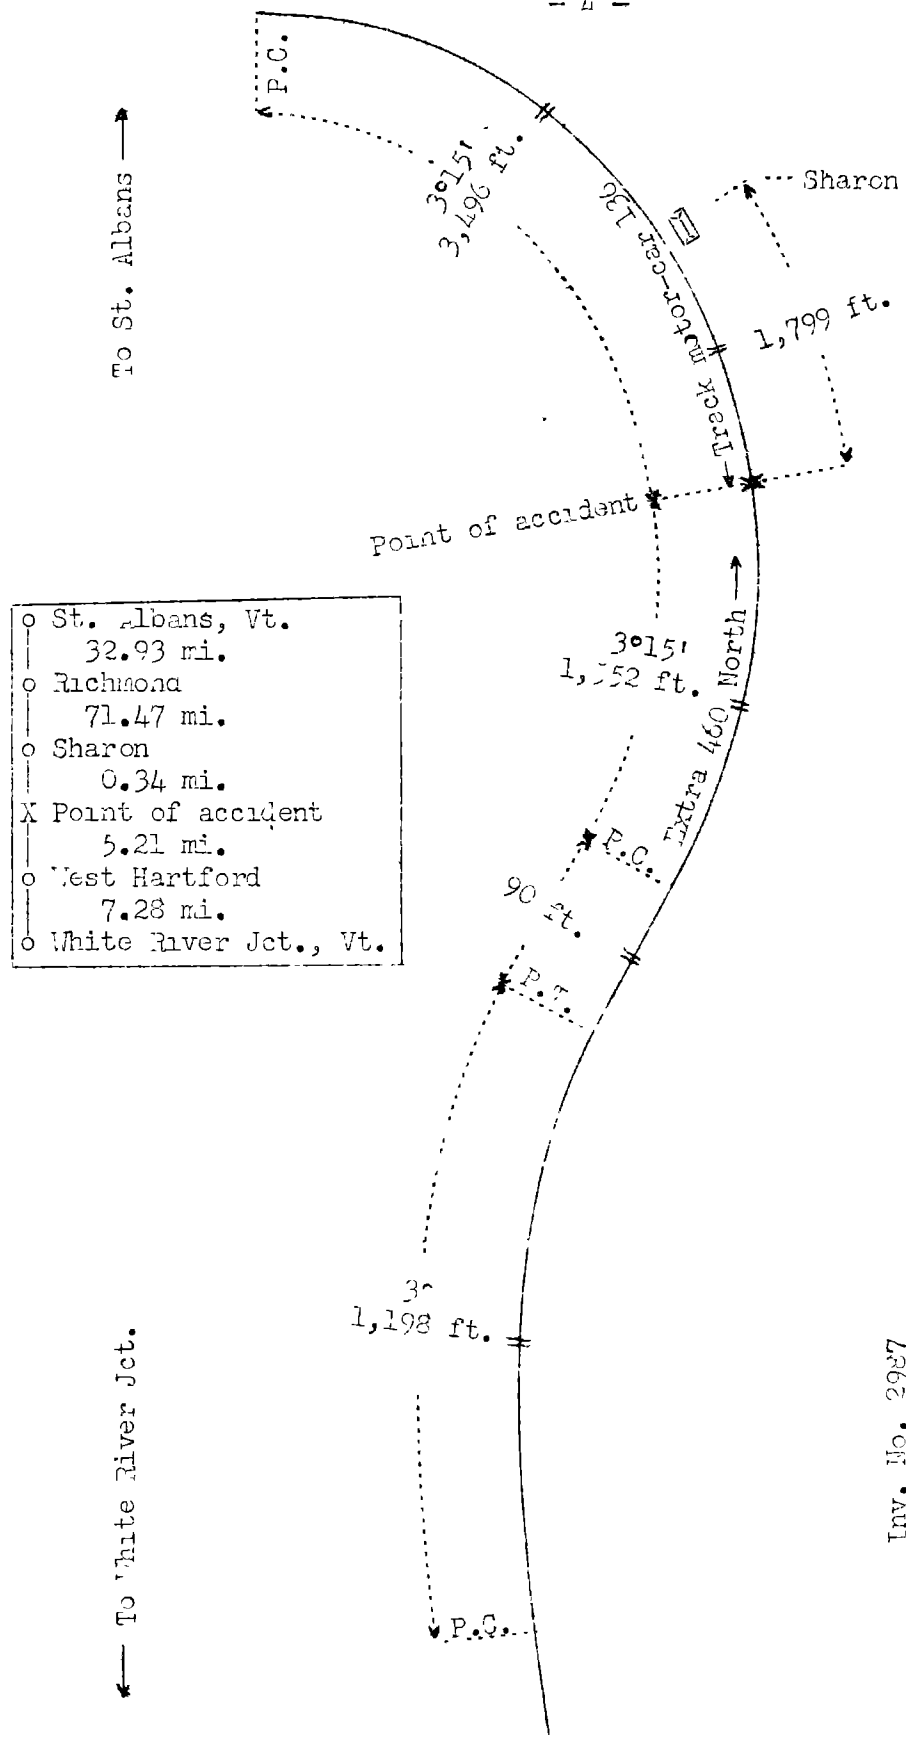 - 4 -
P.C.
To St. Albans
3°15'
3,496 ft.
Track motor-car 136
Sharon
1,799 ft.
Point of accident
St. Albans, Vt.
32.93 mi.
Richmond
71.47 mi.
Sharon
0.34 mi.
X Point of accident
5.21 mi.
West Hartford
7.28 mi.
White River Jct., Vt.
3°15'
ft.
Extra 460 North
P.C.
90 ft.
P.T.
3°
1,198 ft.
To White River Jct.
P.C.
Inv. No. 2987